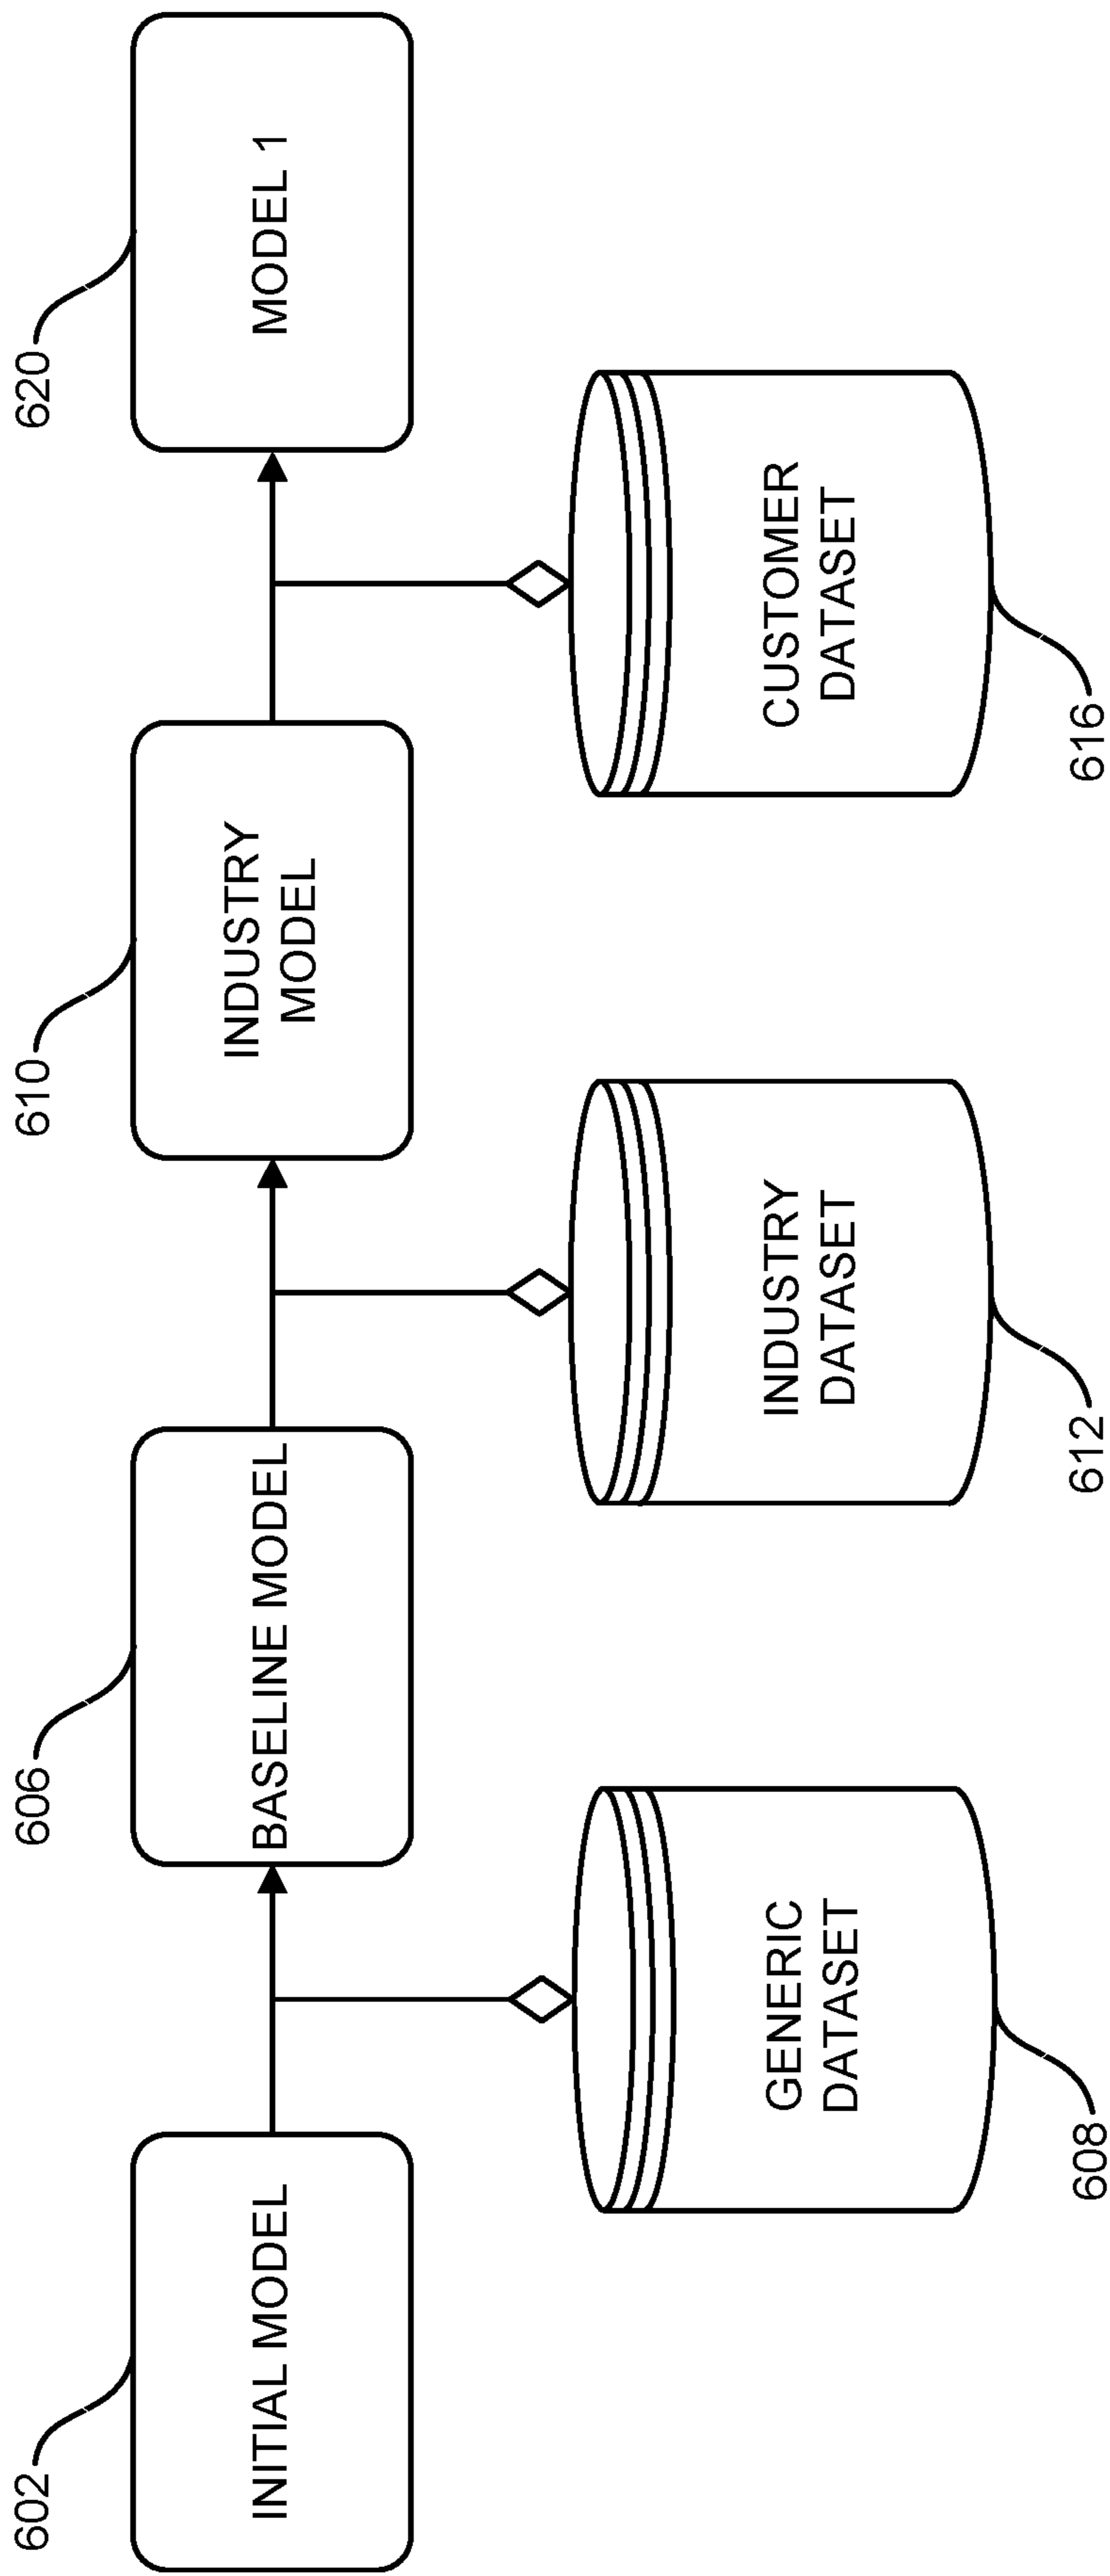 602
606
610
620
INITIAL MODEL
BASELINE MODEL
INDUSTRY
MODEL
MODEL 1
GENERIC
DATASET
INDUSTRY
DATASET
CUSTOMER
DATASET
608
612
616